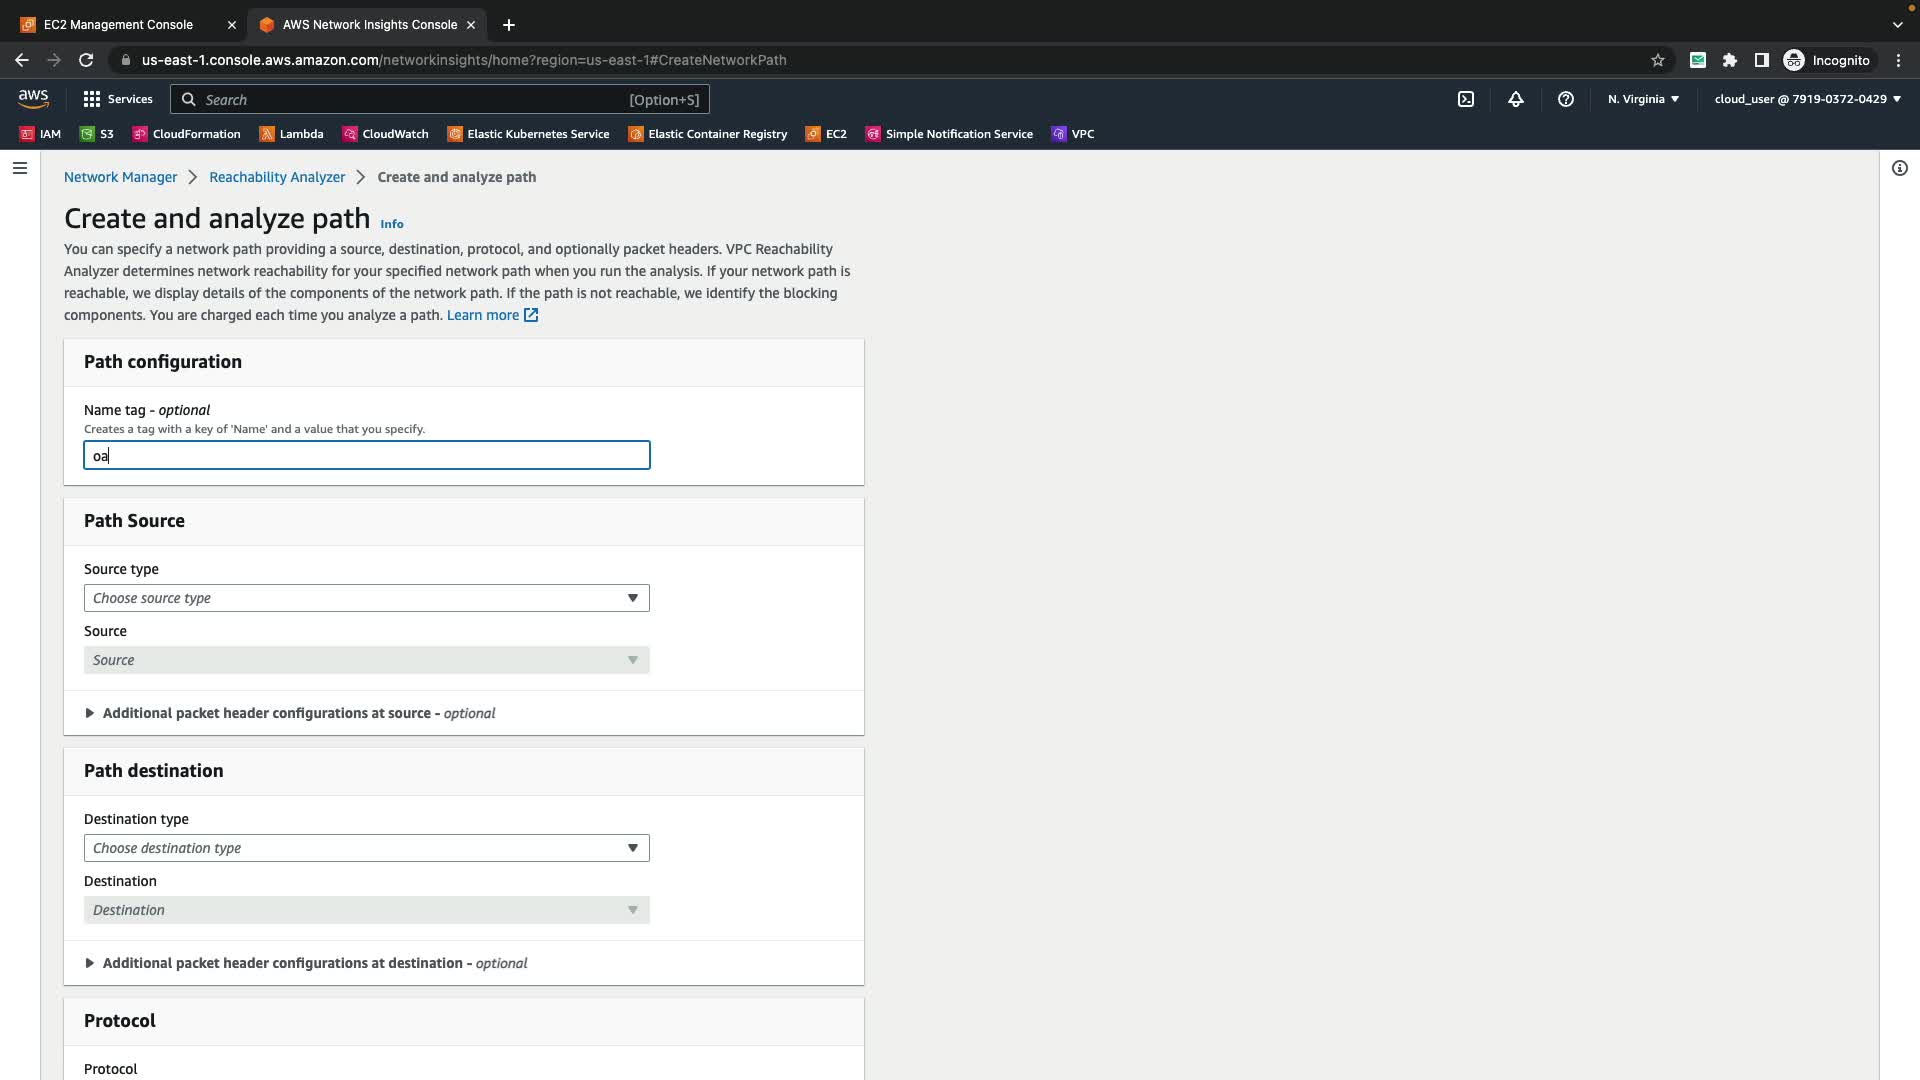 EC2 Management Console
AWS Network Insights Console
us-east-1.console.aws.amazon.com/networkinsights/home?region=us-east-1#CreateNetworkPath
Incognito
aws
Services
Search
[Option+S]
N. Virginia
cloud_user @ 7919-0372-0429
IAM
S3
CloudFormation
Lambda
CloudWatch
Elastic Kubernetes Service
Elastic Container Registry
EC2
Simple Notification Service
VPC
Network Manager
Reachability Analyzer
Create and analyze path
Create and analyze path Info
You can specify a network path providing a source, destination, protocol, and optionally packet headers. VPC Reachability
Analyzer determines network reachability for your specified network path when you run the analysis. If your network path is
reachable, we display details of the components of the network path. If the path is not reachable, we identify the blocking
components. You are charged each time you analyze a path. Learn more
Path configuration
Name tag - optional
Creates a tag with a key of 'Name' and a value that you specify.
oa
Path Source
Source type
Choose source type
Source
Source
Additional packet header configurations at source - optional
Path destination
Destination type
Choose destination type
Destination
Destination
Additional packet header configurations at destination - optional
Protocol
Protocol